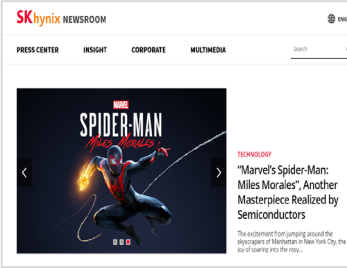 SK hynix NEWSROOM
ENG
PRESS CENTER INSIGHT CORPORATE MULTIMEDIA
Search
MARVEL
SPIDER-MAN
MILES MORALES
TECHNOLOGY
"Marvel's Spider-Man:
Miles Morales", Another
Masterpiece Realized by
Semiconductors
The excitement from jumping around the
skyscrapers of Manhattan in New York City, the
joy of soaring into the rosy...